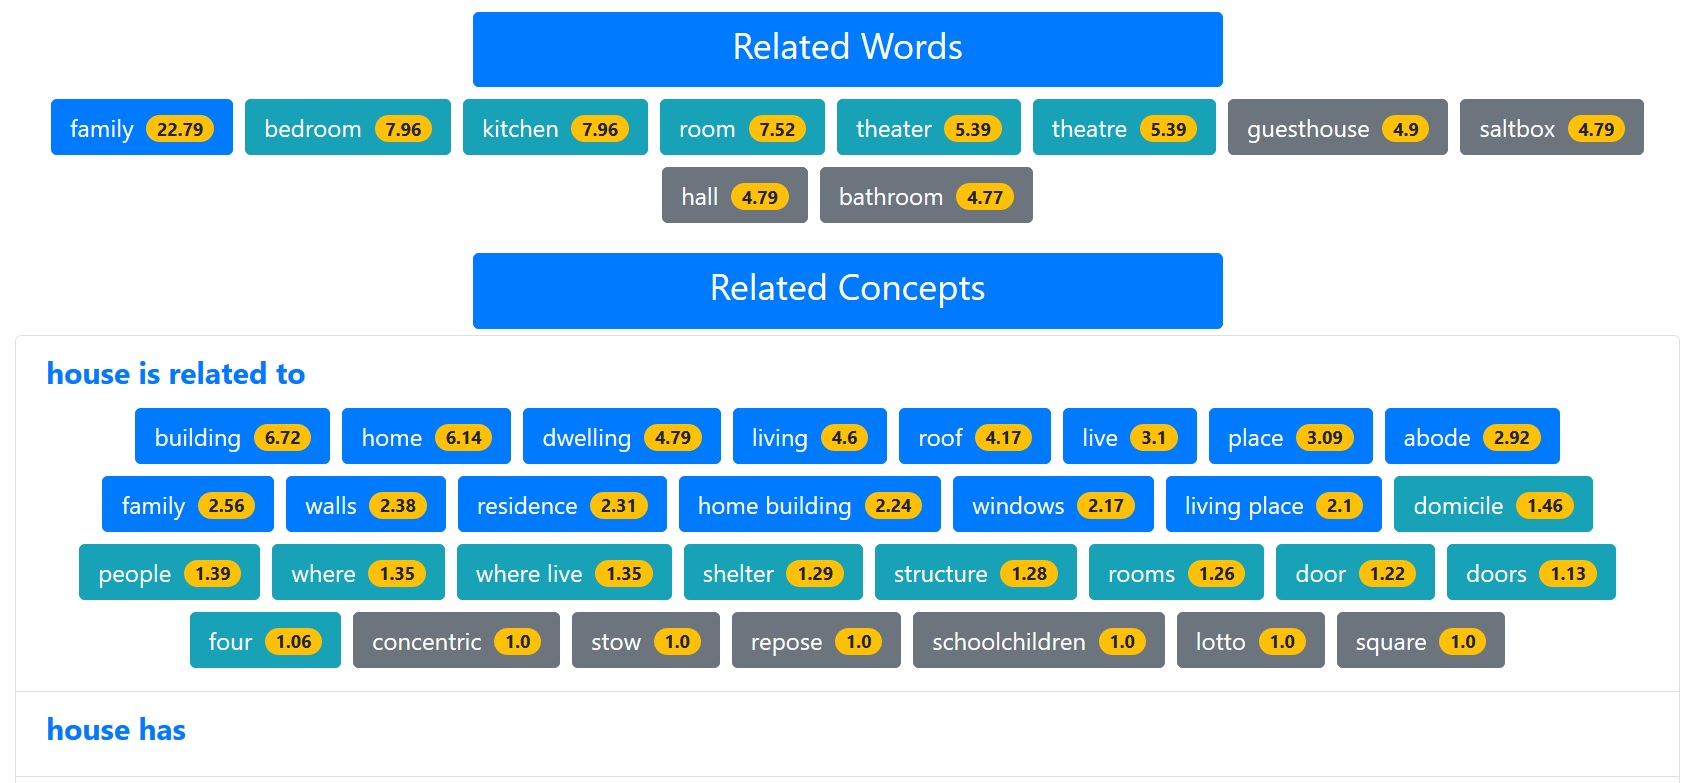 Related Words
family 22.79 bedroom 7.96 kitchen 7.96 room 7.52 theater 5.39 theatre 5.39 guesthouse 4.9 saltbox 4.79
hall 4.79 bathroom 4.77
Related Concepts
house is related to
building 6.72 home 6.14 dwelling 4.79 living 4.6 roof 4.17 live 3.1 place 3.09 abode 2.92
family 2.56 walls 2.38 residence 2.31 home building 2.24 windows 2.17 living place 2.1 domicile 1.46
people 1.39 where 1.35 where live 1.35 shelter 1.29 structure 1.28 rooms 1.26 door 1.22 doors 1.13
four 1.06 concentric 1.0 stow 1.0 repose 1.0 schoolchildren 1.0 lotto 1.0 square 1.0
house has